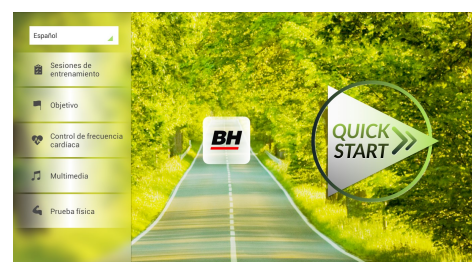 Español
Sesiones de
entrenamiento
Objetivo
Control de frecuencia
cardiaca
Multimedia
Prueba física
BH
QUICK
START